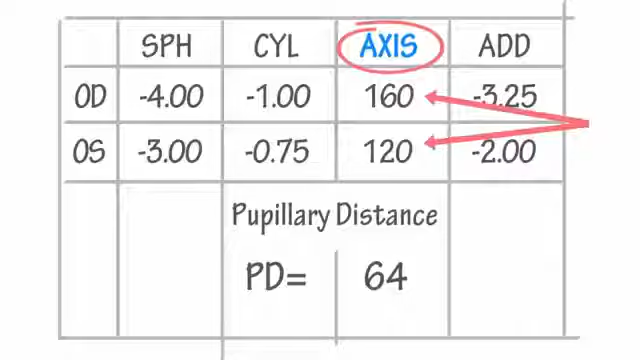 SPH CYL AXIS ADD
OD -4.00 -1.00 160 -3.25
OS -3.00 -0.75 120 -2.00
Pupillary Distance
PD= 64